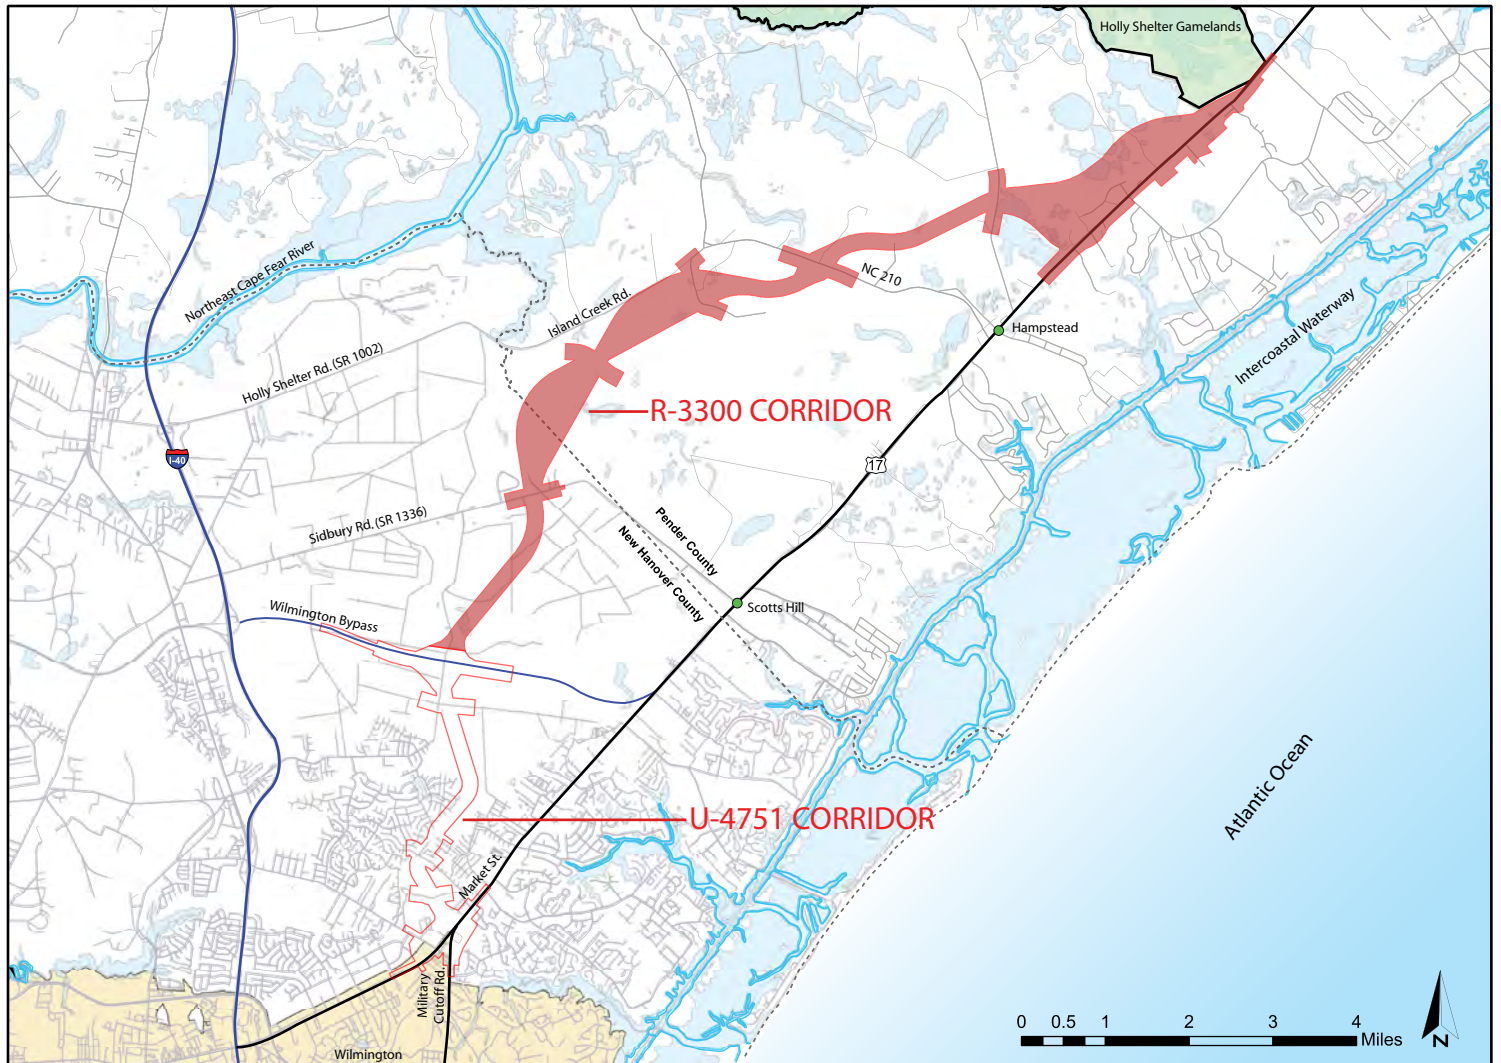 Holly Shelter Gamelands
Northeast Cape Fear River
Island Creek Rd.
NC 210
Hampstead
Intercoastal Waterway
Holly Shelter Rd. (SR 1002)
R-3300 CORRIDOR
I-40
17
Sidbury Rd. (SR 1336)
Pender County
New Hanover County
Wilmington Bypass
Scotts Hill
Atlantic Ocean
U-4751 CORRIDOR
Market St.
Military
Cutoff Rd.
Wilmington
0 0.5 1 2 3 4
Miles
N